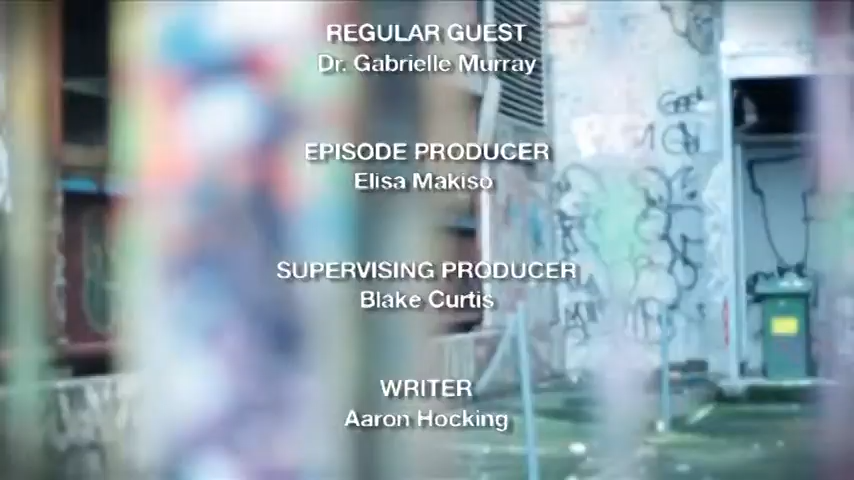 REGULAR GUEST
Dr. Gabrielle Murray
EPISODE PRODUCER
Elisa Makiso
SUPERVISING PRODUCER
Blake Curtis
WRITER
Aaron Hocking